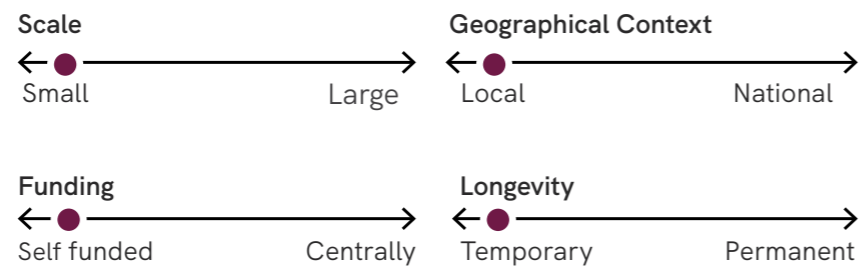 Scale
Small Large
Geographical Context
Local National
Funding
Self funded Centrally
Longevity
Temporary Permanent